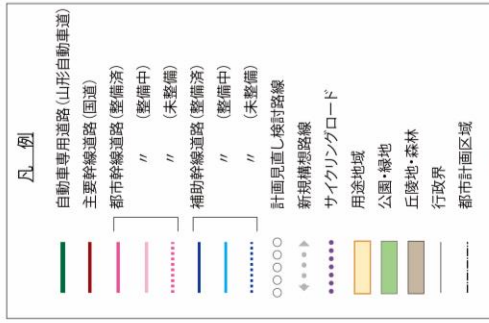 凡 例
自動車専用道路(山形自動車道)
主要幹線道路(国道)
都市幹線道路(整備済)
〃 (整備中)
〃 (未整備)
補助幹線道路(整備済)
〃 (整備中)
〃 (未整備)
計画見直し検討路線
新規構想路線
サイクリングロード
用途地域
公園・緑地
丘陵地・森林
行政界
都市計画区域